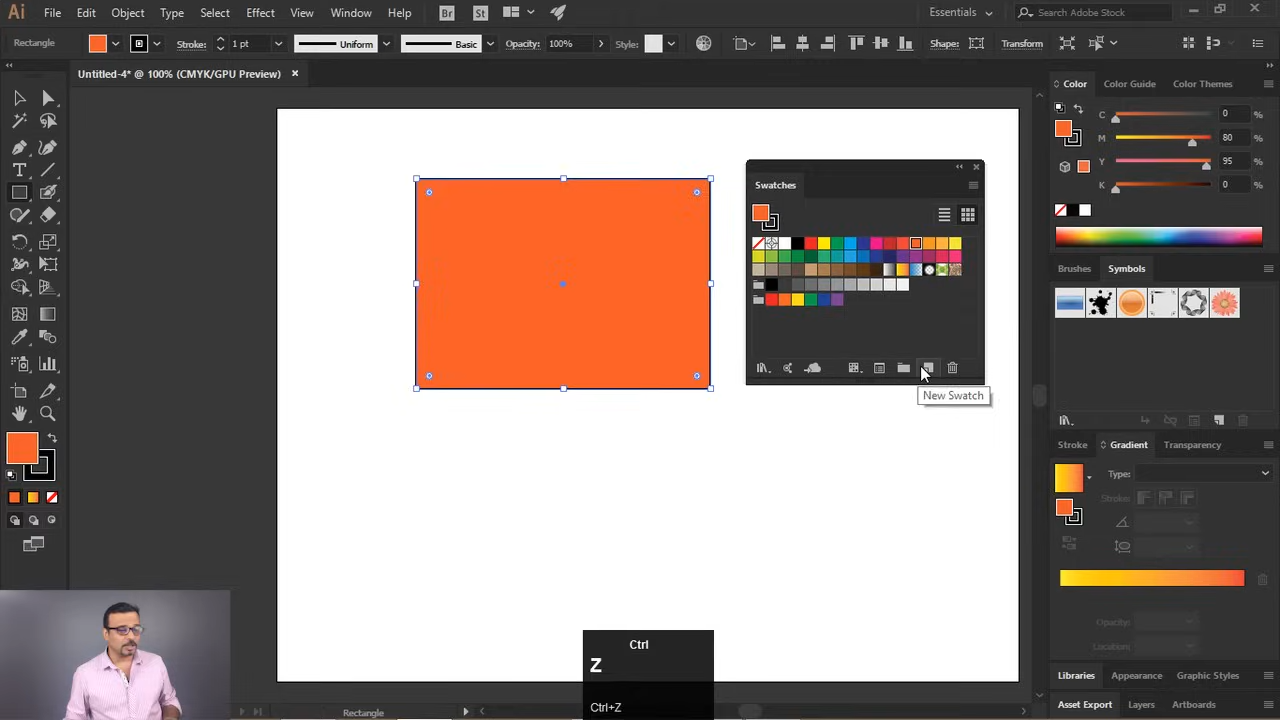 Ai File Edit Object Type Select Effect View Window Help Br St Essentials Search Adobe Stock
Rectangle Stroke: 1 pt Uniform Basic Opacity: 100% Style: Shape: Transform
Untitled-4* @ 100% (CMYK/GPU Preview) ×
Color Color Guide Color Themes
C 0 %
M 80 %
Y 95 %
K 0 %
Swatches
New Swatch
Brushes Symbols
Stroke Gradient Transparency
Type:
Stroke:
Opacity:
Location:
Libraries Appearance Graphic Styles
Asset Export Layers Artboards
Ctrl
Z
Ctrl+Z
Rectangle